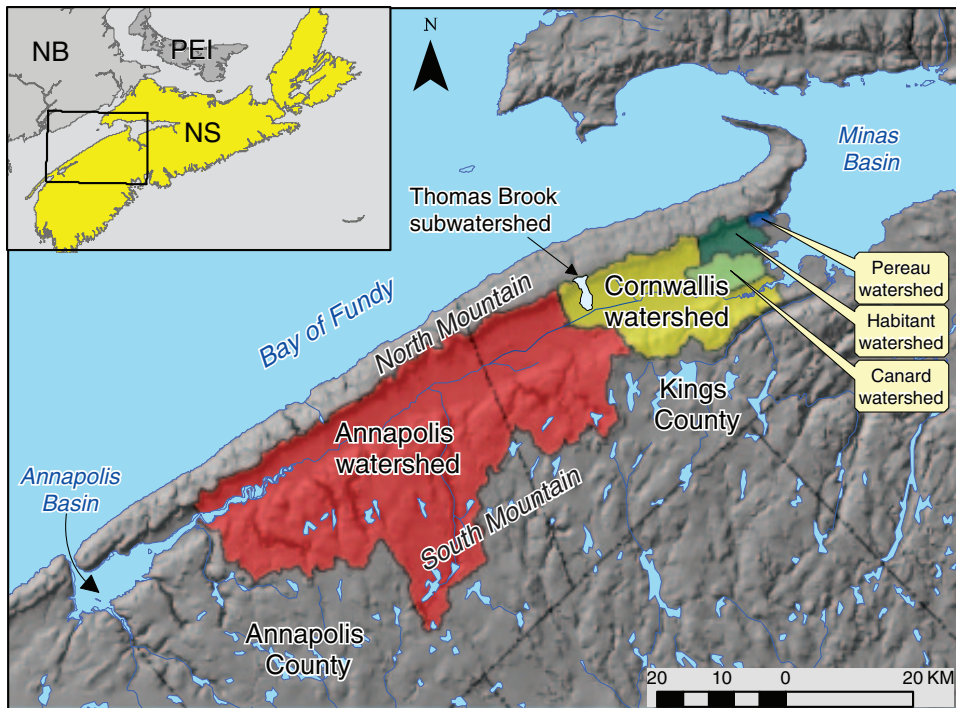 NB
PEI
NS
N
Minas
Basin
Thomas Brook
subwatershed
Pereau
watershed
Habitant
watershed
Canard
watershed
Cornwallis
watershed
Bay of Fundy
North Mountain
Kings
County
Annapolis
watershed
South Mountain
Annapolis
Basin
Annapolis
County
20 10 0 20 KM